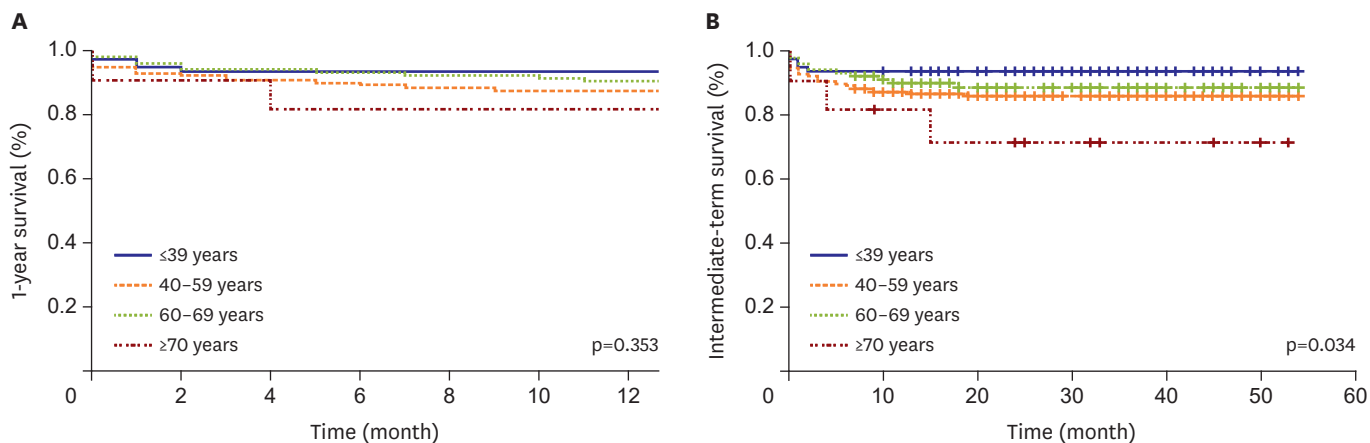 A
1-year survival (%)
1.0
0.8
0.6
0.4
0.2
≤39 years
40–59 years
60–69 years
≥70 years
p=0.353
0 2 4 6 8 10 12
Time (month)
B
Intermediate-term survival (%)
1.0
0.8
0.6
0.4
0.2
≤39 years
40–59 years
60–69 years
≥70 years
p=0.034
0 10 20 30 40 50 60
Time (month)